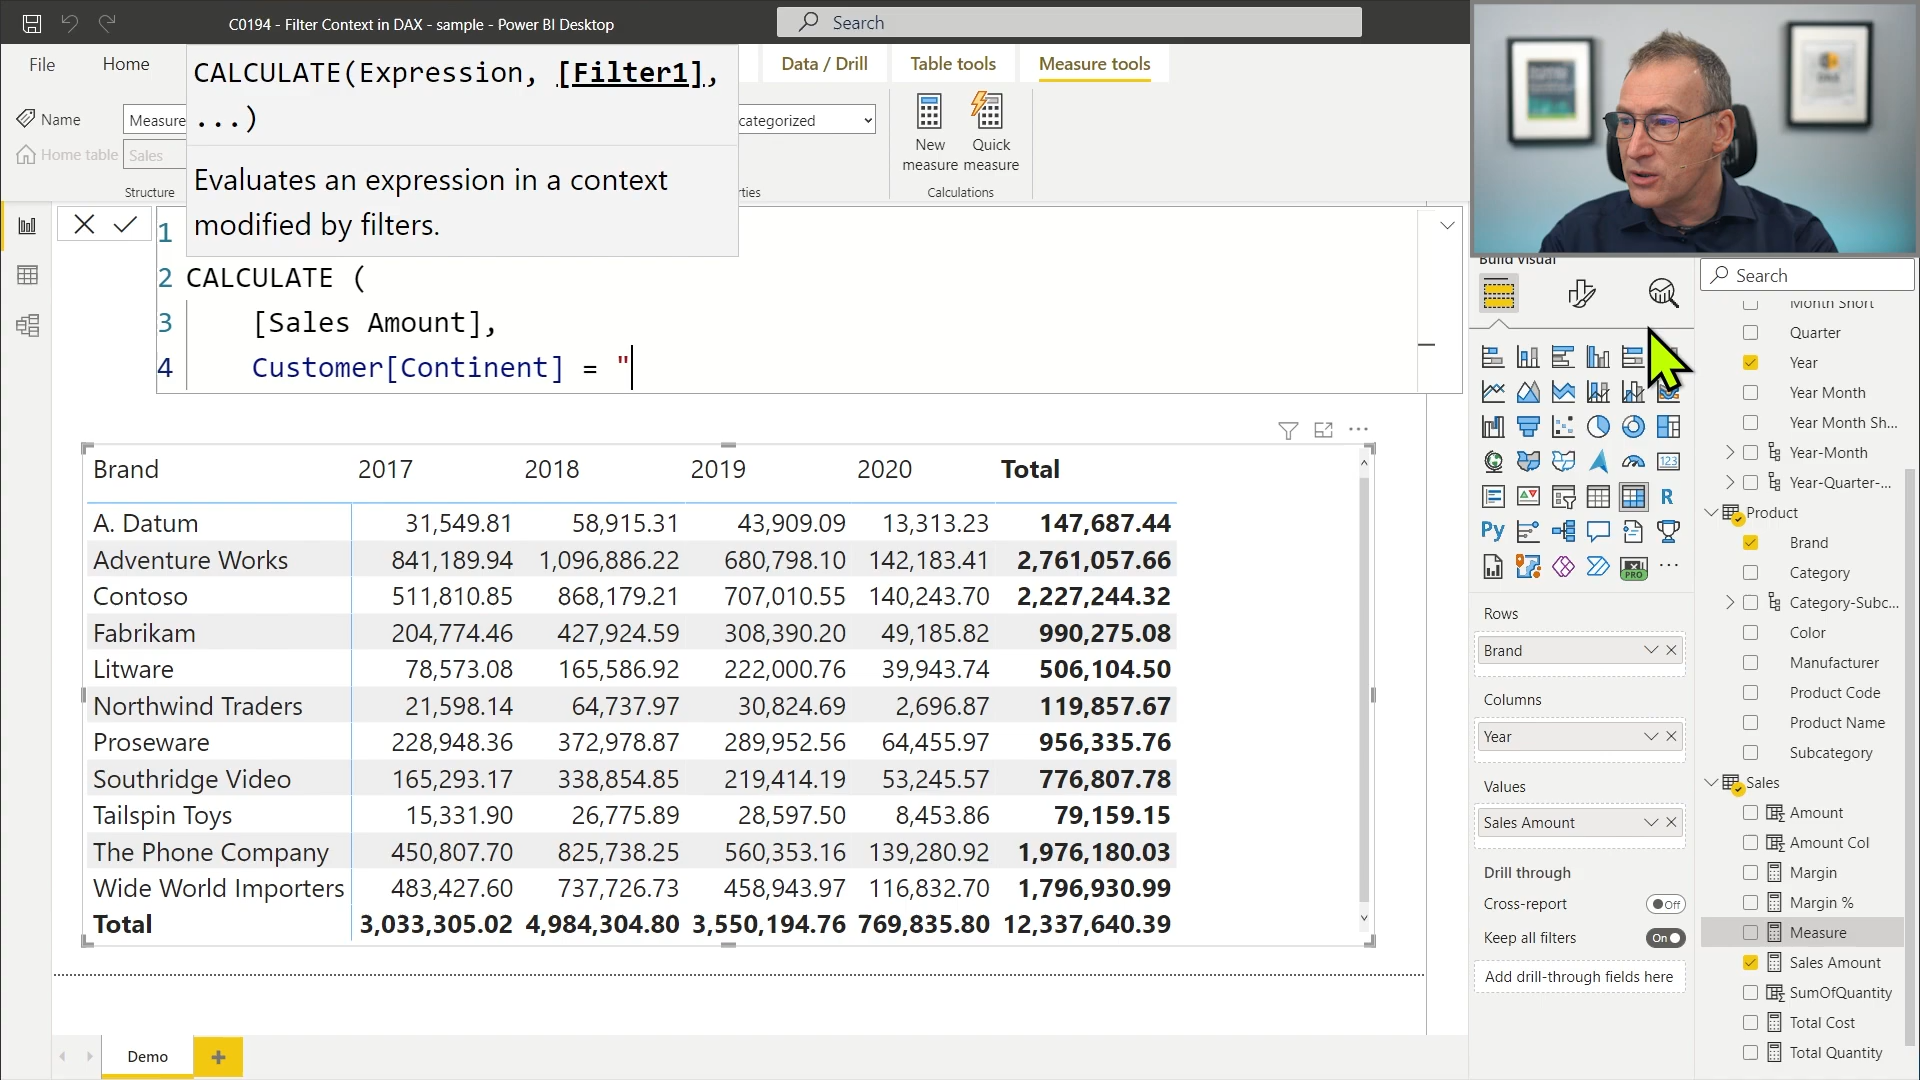 C0194 - Filter Context in DAX - sample - Power BI Desktop
Search
File
Home
Data / Drill
Table tools
Measure tools
CALCULATE(Expression, [Filter1],
...)
Evaluates an expression in a context
modified by filters.
Name
Measure
Home table
Sales
Structure
categorized
ties
New
measure
Quick
measure
Calculations
1
2 CALCULATE (
3 [Sales Amount],
4 Customer[Continent] = "
Brand 2017 2018 2019 2020 Total
A. Datum 31,549.81 58,915.31 43,909.09 13,313.23 147,687.44
Adventure Works 841,189.94 1,096,886.22 680,798.10 142,183.41 2,761,057.66
Contoso 511,810.85 868,179.21 707,010.55 140,243.70 2,227,244.32
Fabrikam 204,774.46 427,924.59 308,390.20 49,185.82 990,275.08
Litware 78,573.08 165,586.92 222,000.76 39,943.74 506,104.50
Northwind Traders 21,598.14 64,737.97 30,824.69 2,696.87 119,857.67
Proseware 228,948.36 372,978.87 289,952.56 64,455.97 956,335.76
Southridge Video 165,293.17 338,854.85 219,414.19 53,245.57 776,807.78
Tailspin Toys 15,331.90 26,775.89 28,597.50 8,453.86 79,159.15
The Phone Company 450,807.70 825,738.25 560,353.16 139,280.92 1,976,180.03
Wide World Importers 483,427.60 737,726.73 458,943.97 116,832.70 1,796,930.99
Total 3,033,305.02 4,984,304.80 3,550,194.76 769,835.80 12,337,640.39
Demo
Build visual
123
R
Py
PRO
Rows
Brand
Columns
Year
Values
Sales Amount
Drill through
Cross-report
Off
Keep all filters
On
Add drill-through fields here
Search
Month Short
Quarter
Year
Year Month
Year Month Sh...
Year-Month
Year-Quarter-...
Product
Brand
Category
Category-Subc...
Color
Manufacturer
Product Code
Product Name
Subcategory
Sales
Amount
Amount Col
Margin
Margin %
Measure
Sales Amount
SumOfQuantity
Total Cost
Total Quantity